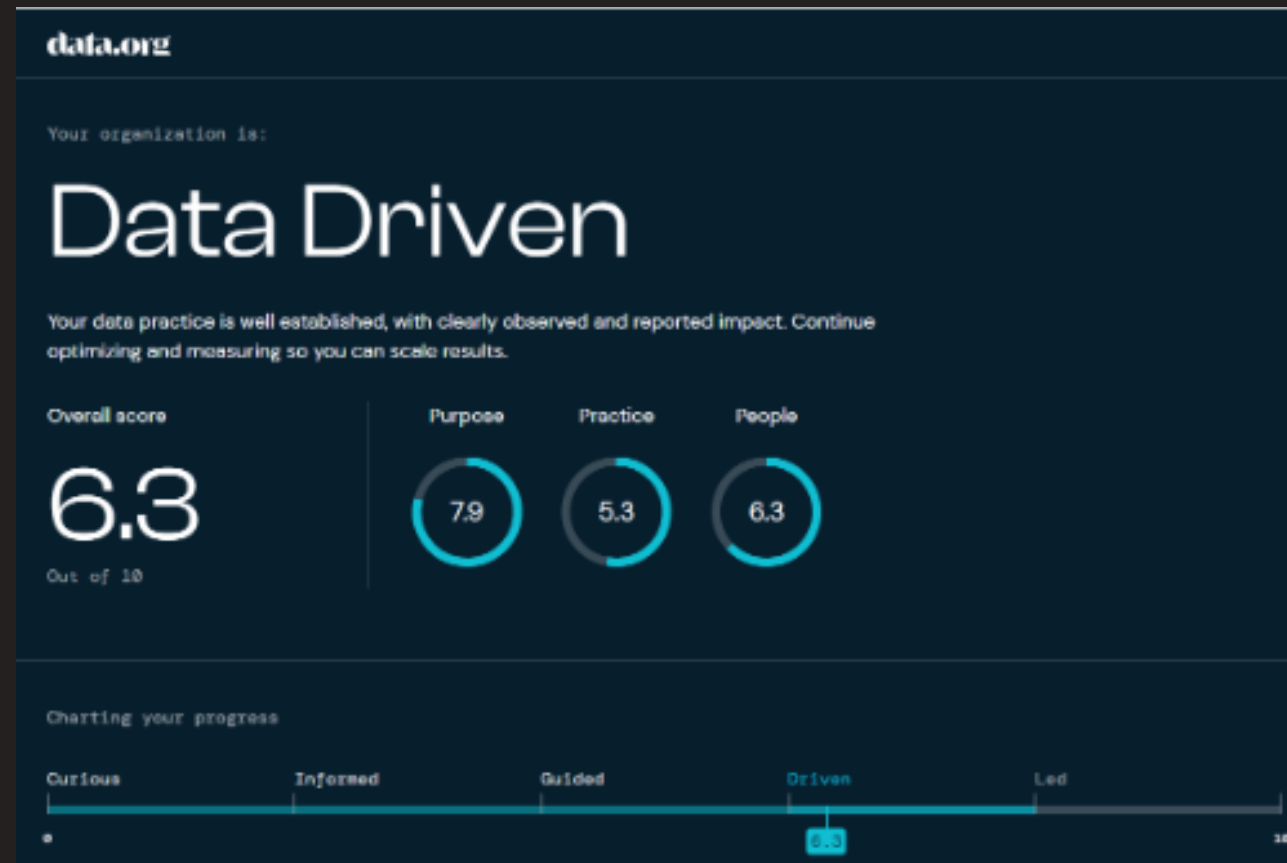 data.org
Your organization is:
Data Driven
Your data practice is well established, with clearly observed and reported impact. Continue
optimizing and measuring so you can scale results.
Overall score
Purpose Practice People
6.3
7.9 5.3 6.3
Out of 10
Charting your progress
Curious Informed Guided Driven Led
0 10
6.3